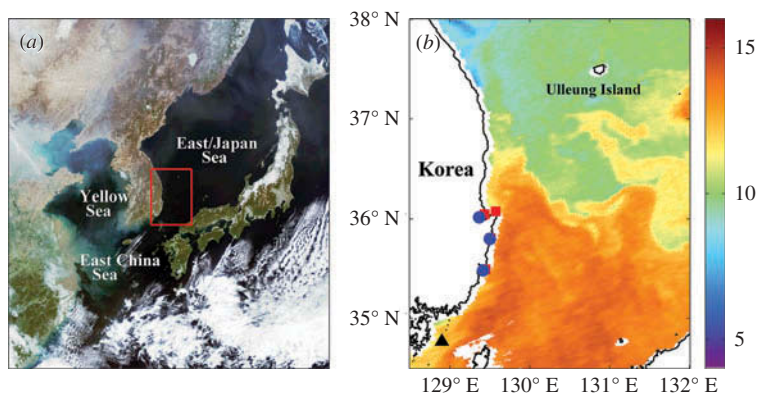 (a)
East/Japan
Sea
Yellow
Sea
East China
Sea
(b)
38° N
37° N
36° N
35° N
Ulleung Island
Korea
129° E 130° E 131° E 132° E
15
10
5